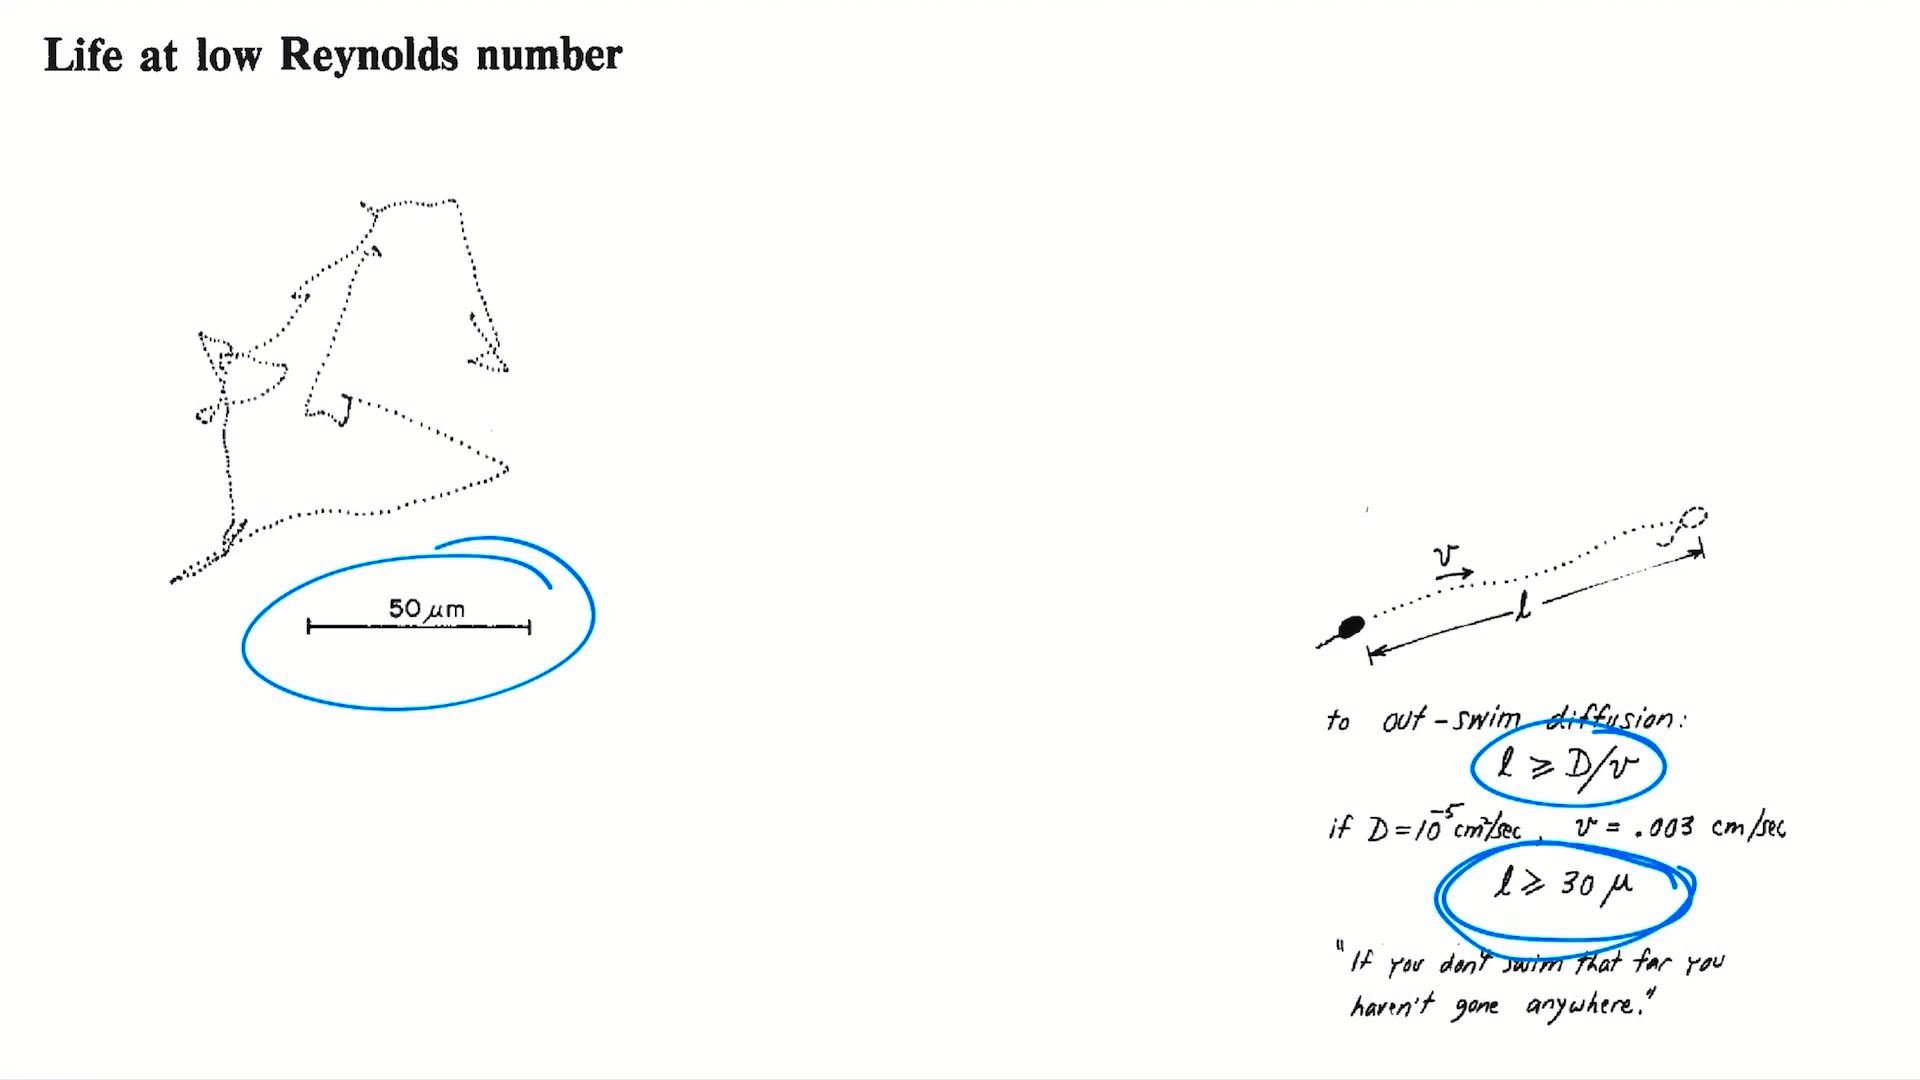 Life at low Reynolds number
50 μm
v
l
to out-swim diffusion:
l ⩾ D/v
if D = 10⁻⁵ cm²/sec, v = .003 cm/sec
l ⩾ 30 μ
"If you don't swim that far you
haven't gone anywhere."